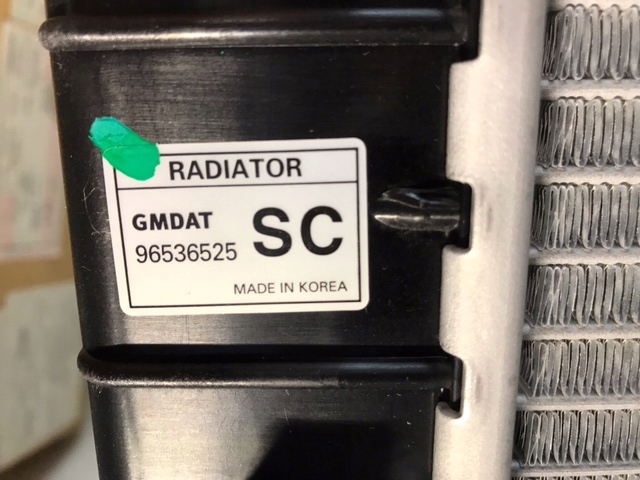 RADIATOR
GMDAT SC
96536525
MADE IN KOREA